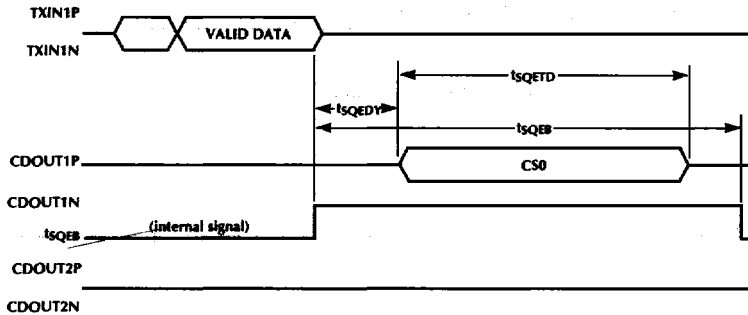 TXIN1P
VALID DATA
TXIN1N
tSQETD
tSQEDY
tSQEB
CDOUT1P
CS0
CDOUT1N
(internal signal)
tSQEB
CDOUT2P
CDOUT2N